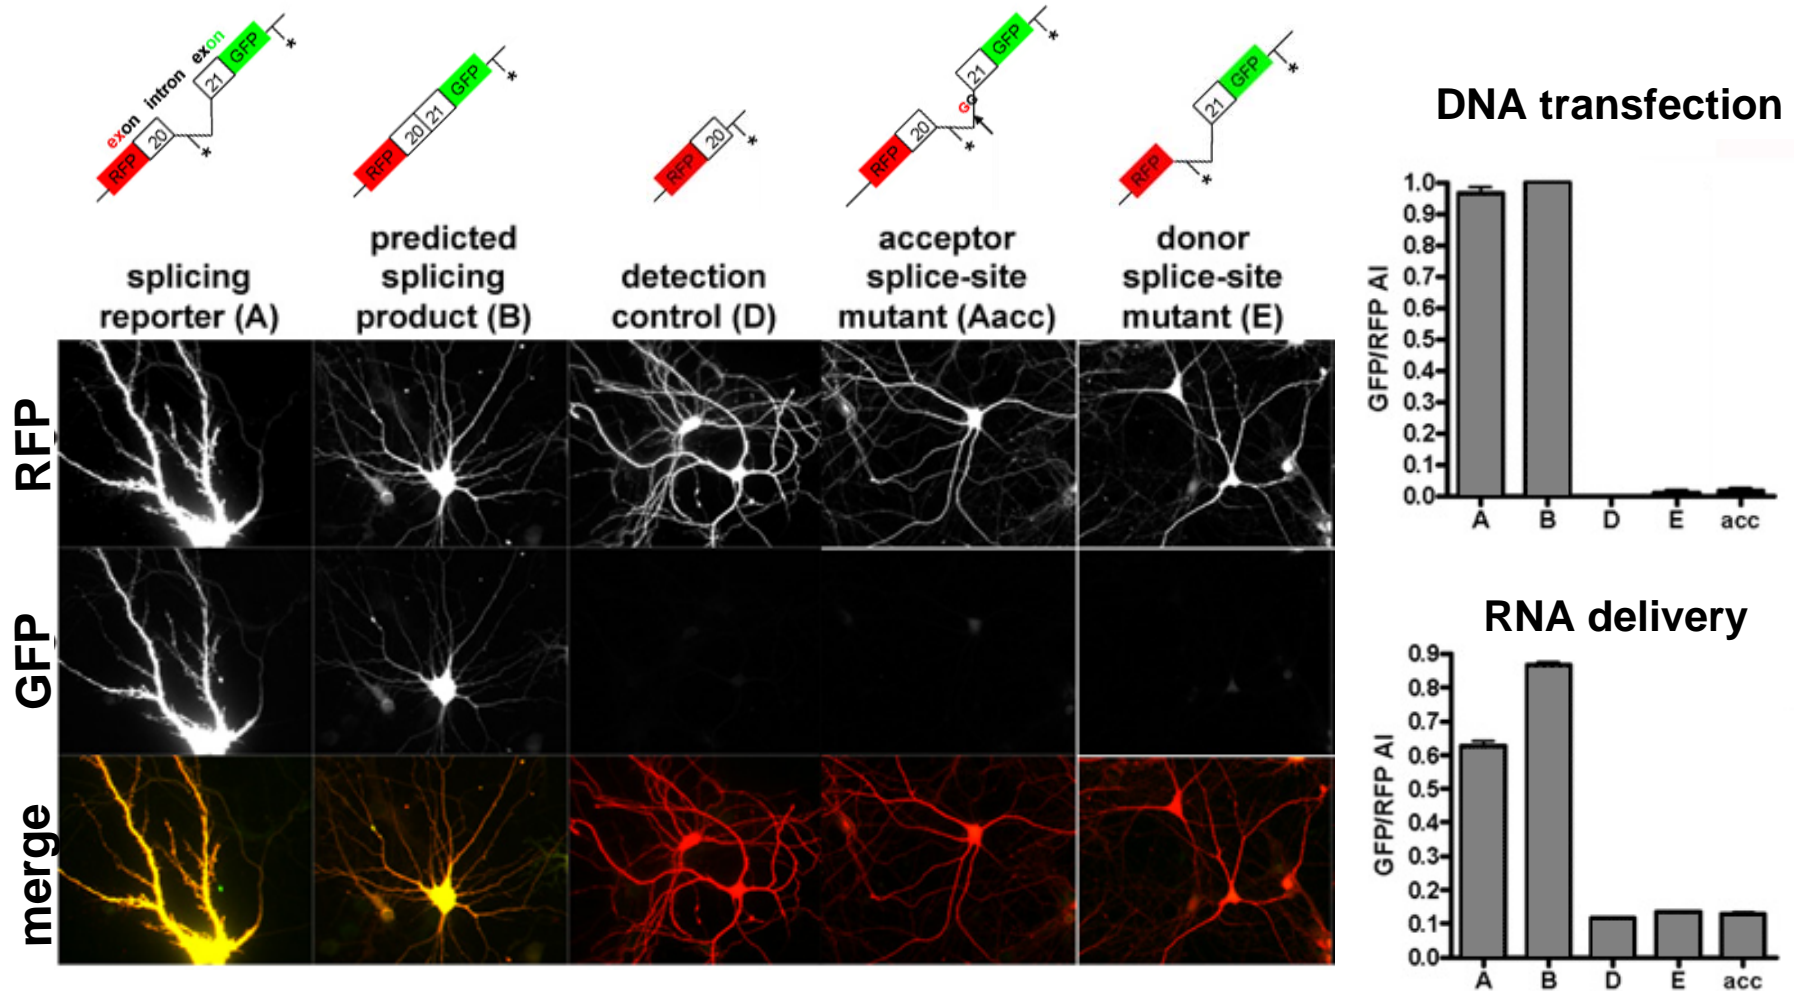 exon intron exon
RFP 20 * 21 GFP *
RFP 20 21 GFP *
RFP 20 *
RFP 20 * GG 21 GFP *
RFP * 21 GFP *
splicing
reporter (A)
predicted
splicing
product (B)
detection
control (D)
acceptor
splice-site
mutant (Aacc)
donor
splice-site
mutant (E)
RFP
GFP
merge
DNA transfection
GFP/RFP AI
1.0
0.9
0.8
0.7
0.6
0.5
0.4
0.3
0.2
0.1
0.0
A B D E acc
RNA delivery
GFP/RFP AI
0.9
0.8
0.7
0.6
0.5
0.4
0.3
0.2
0.1
0.0
A B D E acc